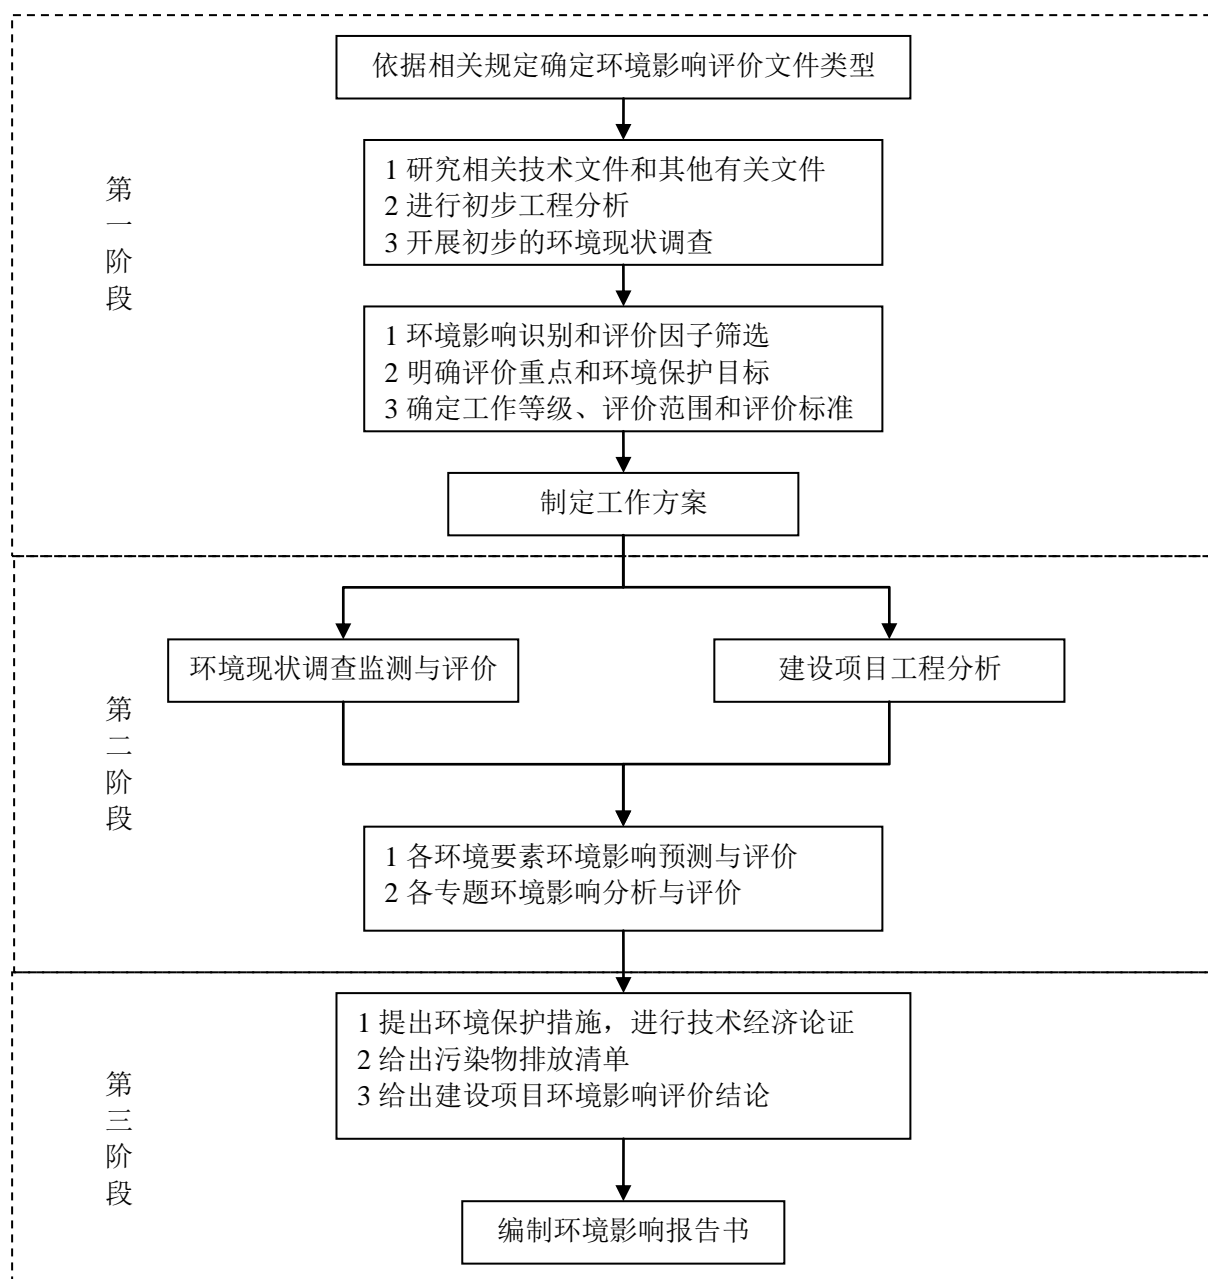 依据相关规定确定环境影响评价文件类型
1 研究相关技术文件和其他有关文件
2 进行初步工程分析
3 开展初步的环境现状调查
第一阶段
1 环境影响识别和评价因子筛选
2 明确评价重点和环境保护目标
3 确定工作等级、评价范围和评价标准
制定工作方案
环境现状调查监测与评价
建设项目工程分析
第二阶段
1 各环境要素环境影响预测与评价
2 各专题环境影响分析与评价
1 提出环境保护措施，进行技术经济论证
2 给出污染物排放清单
3 给出建设项目环境影响评价结论
第三阶段
编制环境影响报告书